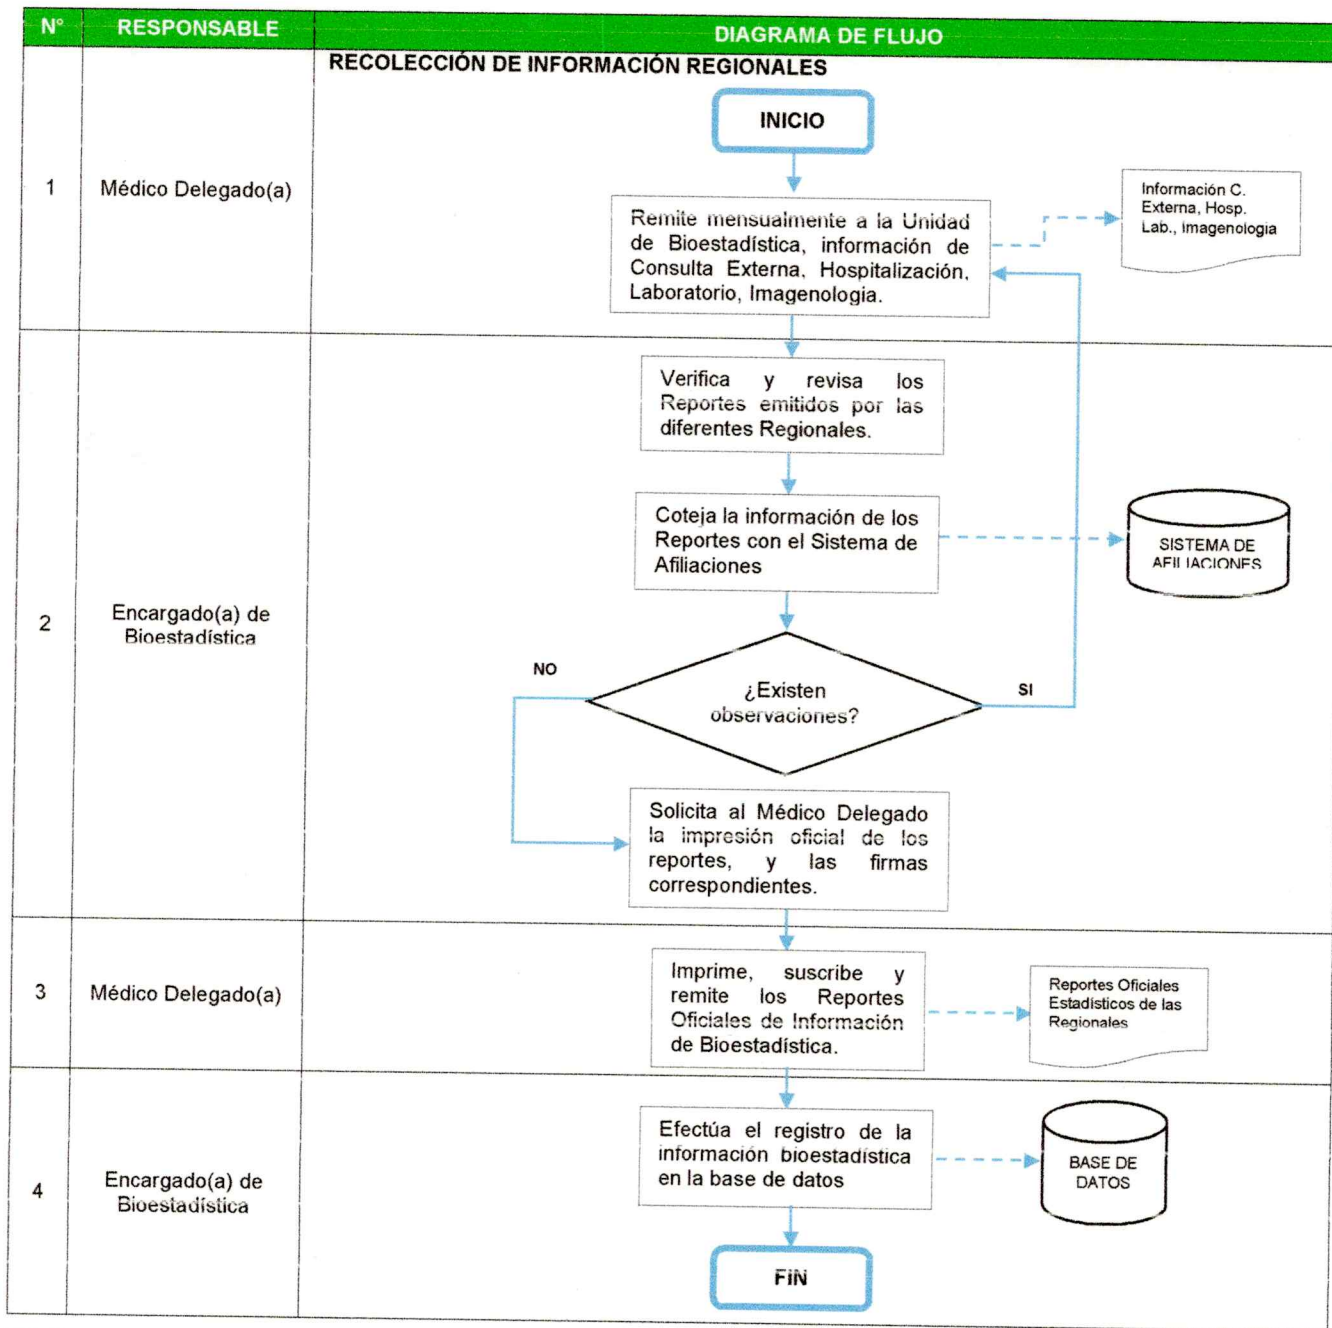 N° RESPONSABLE DIAGRAMA DE FLUJO
RECOLECCIÓN DE INFORMACIÓN REGIONALES
INICIO
1 Médico Delegado(a)
Remite mensualmente a la Unidad
de Bioestadística, información de
Consulta Externa, Hospitalización,
Laboratorio, Imagenologia.
Información C.
Externa, Hosp.
Lab., Imagenologia
2 Encargado(a) de
Bioestadística
Verifica y revisa los
Reportes emitidos por las
diferentes Regionales.
Coteja la información de los
Reportes con el Sistema de
Afiliaciones
SISTEMA DE
AFILIACIONES
NO
¿Existen
observaciones?
SI
Solicita al Médico Delegado
la impresión oficial de los
reportes, y las firmas
correspondientes.
3 Médico Delegado(a)
Imprime, suscribe y
remite los Reportes
Oficiales de Información
de Bioestadística.
Reportes Oficiales
Estadísticos de las
Regionales
4 Encargado(a) de
Bioestadística
Efectúa el registro de la
información bioestadística
en la base de datos
BASE DE
DATOS
FIN